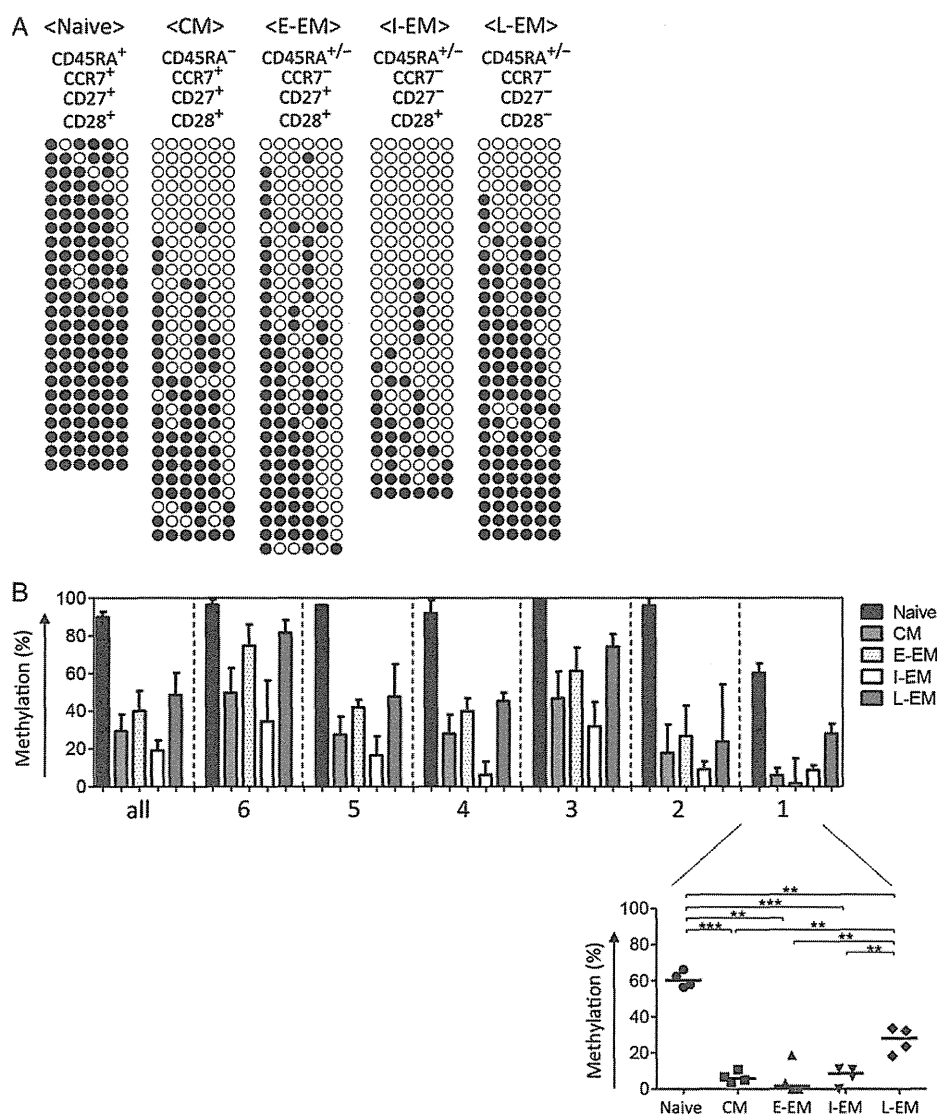 A <Naive> <CM> <E-EM> <I-EM> <L-EM>
CD45RA⁺ CD45RA⁻ CD45RA⁺/⁻ CD45RA⁺/⁻ CD45RA⁺/⁻
CCR7⁺ CCR7⁺ CCR7⁻ CCR7⁻ CCR7⁻
CD27⁺ CD27⁺ CD27⁺ CD27⁻ CD27⁻
CD28⁺ CD28⁺ CD28⁺ CD28⁺ CD28⁻
B
Methylation (%)
100
80
60
40
20
0
all 6 5 4 3 2 1
Naive
CM
E-EM
I-EM
L-EM
**
***
**
*** **
**
**
Methylation (%)
100
80
60
40
20
0
Naive CM E-EM I-EM L-EM